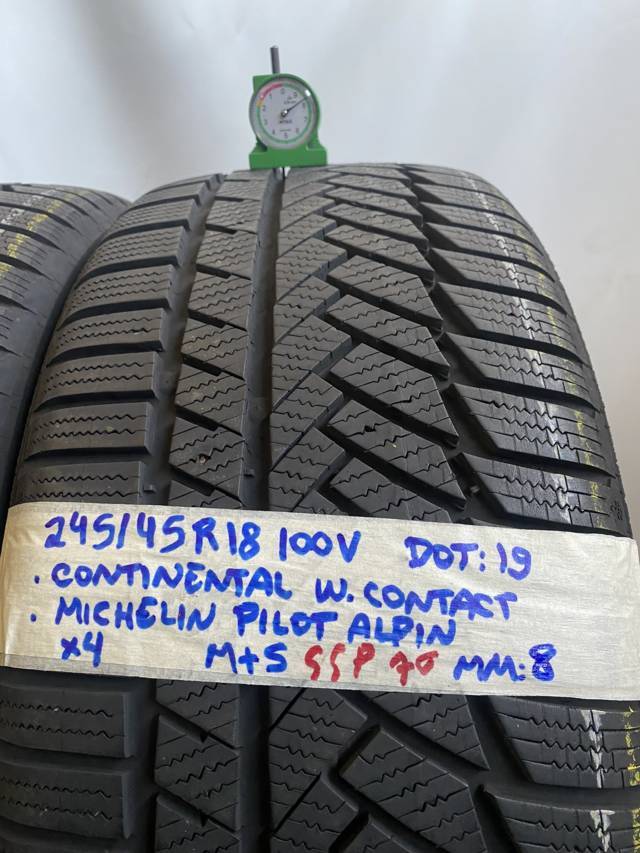 245/45R18 100V DOT: 19
. CONTINENTAL W. CONTACT
. MICHELIN PILOT ALPIN
x4 M+S SSP 70 MM: 8